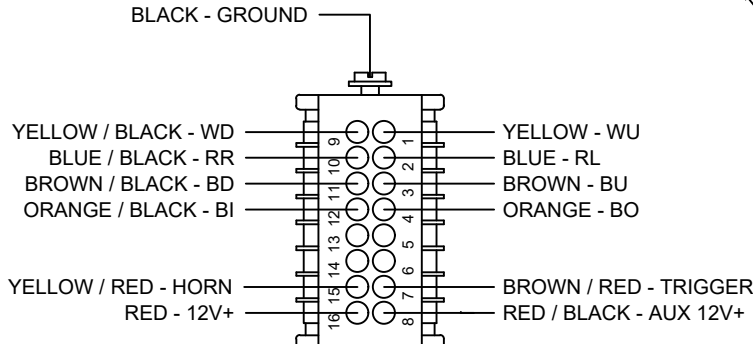 BLACK - GROUND
YELLOW / BLACK - WD
BLUE / BLACK - RR
BROWN / BLACK - BD
ORANGE / BLACK - BI
YELLOW / RED - HORN
RED - 12V+
9
10
11
12
13
14
15
16
1
2
3
4
5
6
7
8
YELLOW - WU
BLUE - RL
BROWN - BU
ORANGE - BO
BROWN / RED - TRIGGER
RED / BLACK - AUX 12V+